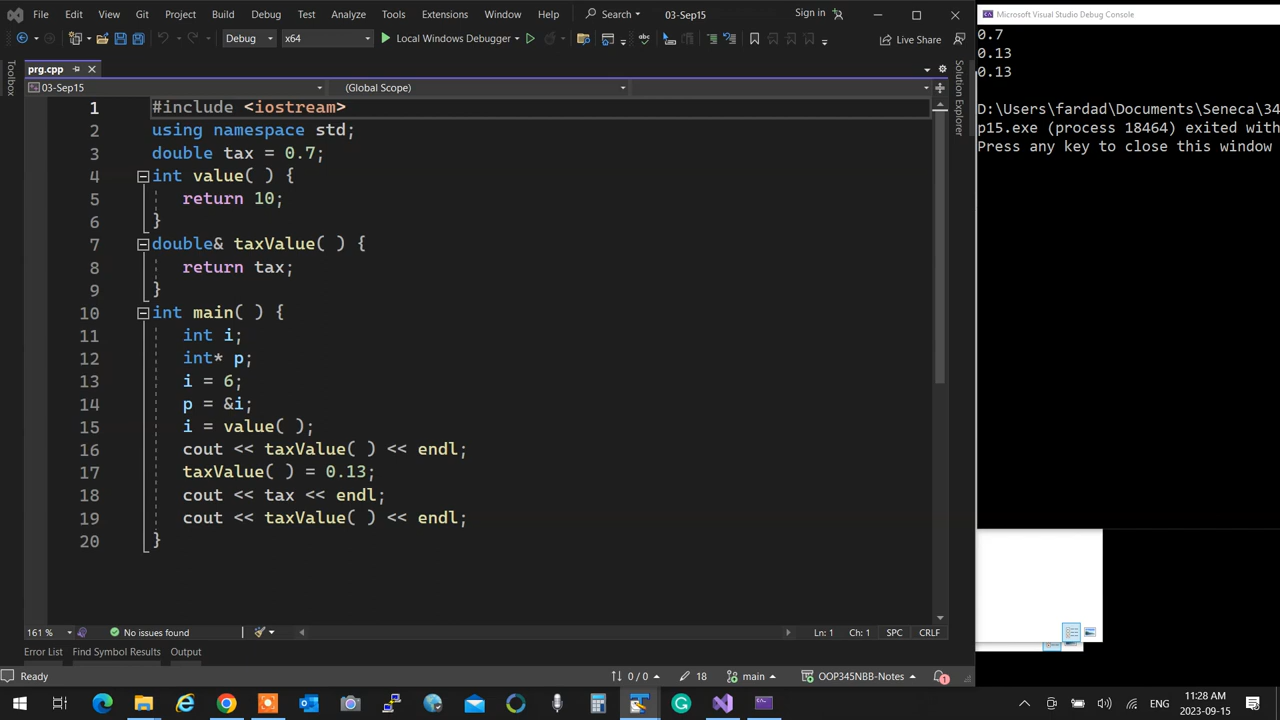 File Edit View Git Project Build Debug Test Analyze Tools Extensions Window Help Search 03-Sep15 Sign in
Debug x64 Local Windows Debugger Live Share
prg.cpp
03-Sep15 (Global Scope)
1 #include <iostream>
2 using namespace std;
3 double tax = 0.7;
4 int value( ) {
5 return 10;
6 }
7 double& taxValue( ) {
8 return tax;
9 }
10 int main( ) {
11 int i;
12 int* p;
13 i = 6;
14 p = &i;
15 i = value( );
16 cout << taxValue( ) << endl;
17 taxValue( ) = 0.13;
18 cout << tax << endl;
19 cout << taxValue( ) << endl;
20 }
161 % No issues found Ln: 1 Ch: 1 SPC CRLF
Error List Find Symbol Results Output
Ready 0 / 0 18 main OOP345NBB-Notes 1
Toolbox
Solution Explorer
Microsoft Visual Studio Debug Console
0.7
0.13
0.13
D:\Users\fardad\Documents\Seneca\34
p15.exe (process 18464) exited with
Press any key to close this window
ENG
11:28 AM
2023-09-15